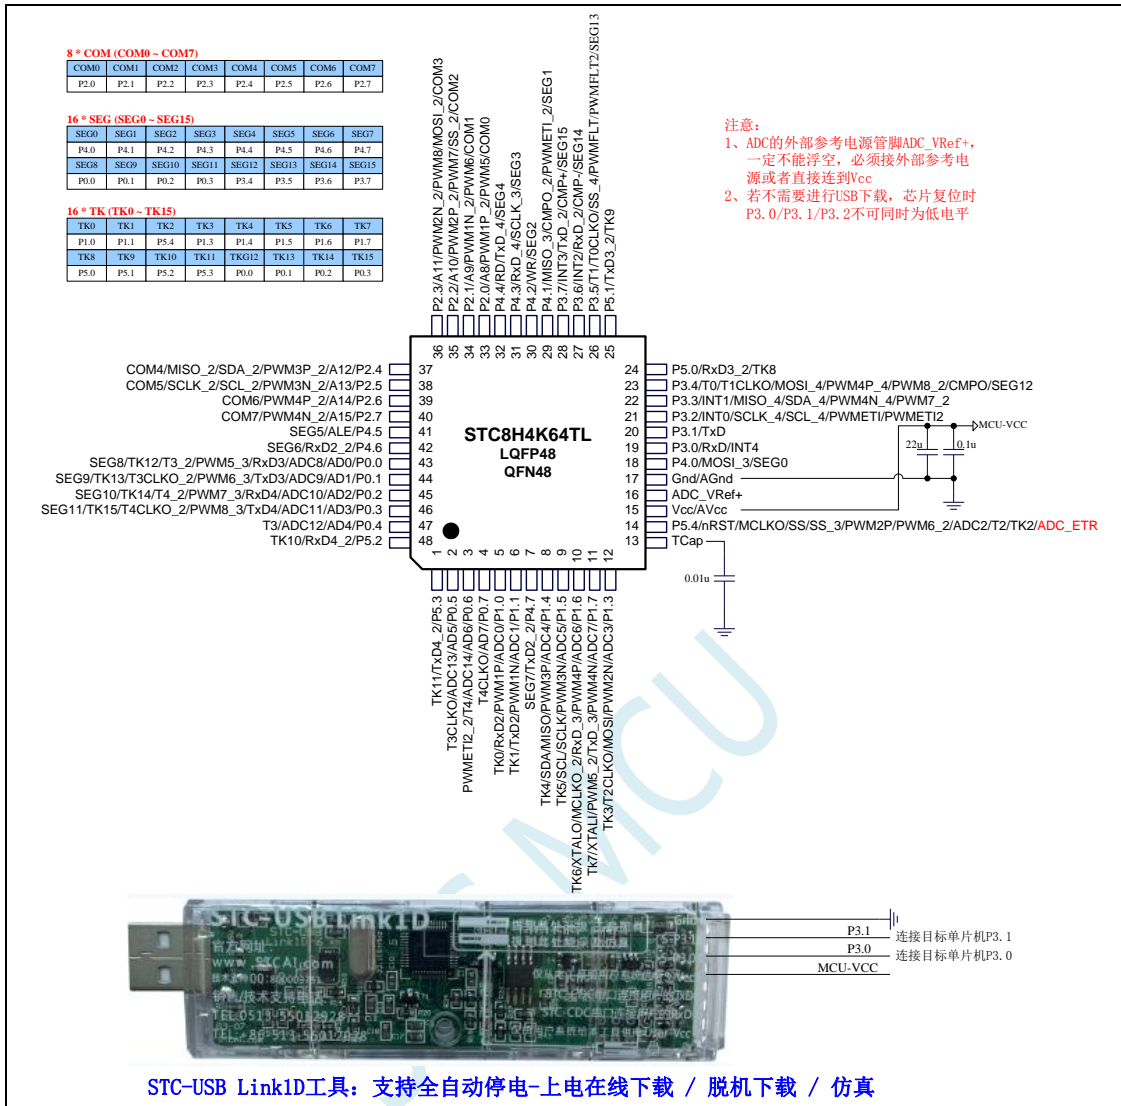 8 * COM (COM0 ~ COM7)
COM0 COM1 COM2 COM3 COM4 COM5 COM6 COM7
P2.0 P2.1 P2.2 P2.3 P2.4 P2.5 P2.6 P2.7
16 * SEG (SEG0 ~ SEG15)
SEG0 SEG1 SEG2 SEG3 SEG4 SEG5 SEG6 SEG7
P4.0 P4.1 P4.2 P4.3 P4.4 P4.5 P4.6 P4.7
SEG8 SEG9 SEG10 SEG11 SEG12 SEG13 SEG14 SEG15
P0.0 P0.1 P0.2 P0.3 P3.4 P3.5 P3.6 P3.7
16 * TK (TK0 ~ TK15)
TK0 TK1 TK2 TK3 TK4 TK5 TK6 TK7
P1.0 P1.1 P5.4 P1.3 P1.4 P1.5 P1.6 P1.7
TK8 TK9 TK10 TK11 TKG12 TK13 TK14 TK15
P5.0 P5.1 P5.2 P5.3 P0.0 P0.1 P0.2 P0.3
P2.3/A11/PWM2N_2/PWM8/MOSI_2/COM3
P2.2/A10/PWM2P_2/PWM7/SS_2/COM2
P2.1/A9/PWM1N_2/PWM6/COM1
P2.0/A8/PWM1P_2/PWM5/COM0
P4.4/RD/TxD_4/SEG4
P4.3/RxD_4/SCLK_3/SEG3
P4.2/WR/SEG2
P4.1/MISO_3/CMPO_2/PWMETI_2/SEG1
P3.7/INT3/TxD_2/CMP+/SEG15
P3.6/INT2/RxD_2/CMP-/SEG14
P3.5/T1/T0CLKO/SS_4/PWMFLT/PWMFLT2/SEG13
P5.1/TxD3_2/TK9
注意:
1、ADC的外部参考电源管脚ADC_VRef+,
一定不能浮空，必须接外部参考电
源或者直接连到Vcc
2、若不需要进行USB下载，芯片复位时
P3.0/P3.1/P3.2不可同时为低电平
36 35 34 33 32 31 30 29 28 27 26 25
COM4/MISO_2/SDA_2/PWM3P_2/A12/P2.4 37
COM5/SCLK_2/SCL_2/PWM3N_2/A13/P2.5 38
COM6/PWM4P_2/A14/P2.6 39
COM7/PWM4N_2/A15/P2.7 40
SEG5/ALE/P4.5 41
SEG6/RxD2_2/P4.6 42
SEG8/TK12/T3_2/PWM5_3/RxD3/ADC8/AD0/P0.0 43
SEG9/TK13/T3CLKO_2/PWM6_3/TxD3/ADC9/AD1/P0.1 44
SEG10/TK14/T4_2/PWM7_3/RxD4/ADC10/AD2/P0.2 45
SEG11/TK15/T4CLKO_2/PWM8_3/TxD4/ADC11/AD3/P0.3 46
T3/ADC12/AD4/P0.4 47
TK10/RxD4_2/P5.2 48
STC8H4K64TL
LQFP48
QFN48
24 P5.0/RxD3_2/TK8
23 P3.4/T0/T1CLKO/MOSI_4/PWM4P_4/PWM8_2/CMPO/SEG12
22 P3.3/INT1/MISO_4/SDA_4/PWM4N_4/PWM7_2
21 P3.2/INT0/SCLK_4/SCL_4/PWMETI/PWMETI2
20 P3.1/TxD
19 P3.0/RxD/INT4
18 P4.0/MOSI_3/SEG0
17 Gnd/AGnd
16 ADC_VRef+
15 Vcc/AVcc
14 P5.4/nRST/MCLKO/SS/SS_3/PWM2P/PWM6_2/ADC2/T2/TK2/ADC_ETR
13 TCap
MCU-VCC
22u 0.1u
0.01u
1 2 3 4 5 6 7 8 9 10 11 12
TK11/TxD4_2/P5.3
T3CLKO/ADC13/AD5/P0.5
PWMETI2_2/T4/ADC14/AD6/P0.6
T4CLKO/AD7/P0.7
TK0/RxD2/PWM1P/ADC0/P1.0
TK1/TxD2/PWM1N/ADC1/P1.1
SEG7/TxD2_2/P4.7
TK4/SDA/MISO/PWM3P/ADC4/P1.4
TK5/SCL/SCLK/PWM3N/ADC5/P1.5
TK6/XTALO/MCLKO_2/RxD_3/PWM4P/ADC6/P1.6
Tk7/XTALI/PWM5_2/TxD_3/PWM4N/ADC7/P1.7
TK3/T2CLKO/MOSI/PWM2N/ADC3/P1.3
MCU
STC-USB Link1D
官方网址
www.STCAI.com
P3.1 连接目标单片机P3.1
P3.0 连接目标单片机P3.0
MCU-VCC
STC-USB Link1D工具: 支持全自动停电-上电在线下载 / 脱机下载 / 仿真